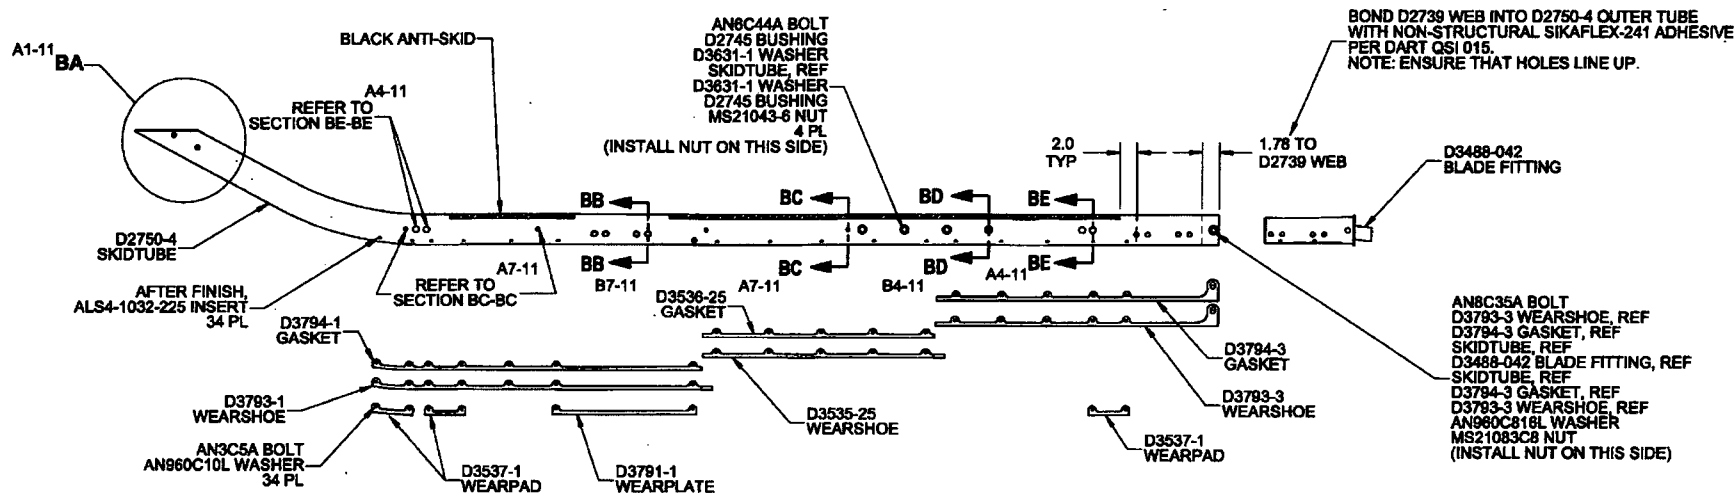 A1-11
BA
BLACK ANTI-SKID
A4-11
REFER TO
SECTION BE-BE
AN6C44A BOLT
D2745 BUSHING
D3631-1 WASHER
SKIDTUBE, REF
D3631-1 WASHER
D2745 BUSHING
MS21043-6 NUT
4 PL
(INSTALL NUT ON THIS SIDE)
BOND D2739 WEB INTO D2750-4 OUTER TUBE
WITH NON-STRUCTURAL SIKAFLEX-241 ADHESIVE
PER DART QSI 015.
NOTE: ENSURE THAT HOLES LINE UP.
2.0
TYP
1.78 TO
D2739 WEB
D3488-042
BLADE FITTING
BB
BC
BD
BE
D2750-4
SKIDTUBE
BB
BC
BD
BE
A7-11
REFER TO
SECTION BC-BC
B7-11
A7-11
B4-11
A4-11
AFTER FINISH,
ALS4-1032-225 INSERT
34 PL
D3794-1
GASKET
D3536-25
GASKET
D3794-3
GASKET
D3793-1
WEARSHOE
D3535-25
WEARSHOE
D3793-3
WEARSHOE
AN3C5A BOLT
AN960C10L WASHER
34 PL
D3537-1
WEARPAD
D3791-1
WEARPLATE
D3537-1
WEARPAD
AN8C35A BOLT
D3793-3 WEARSHOE, REF
D3794-3 GASKET, REF
SKIDTUBE, REF
D3488-042 BLADE FITTING, REF
SKIDTUBE, REF
D3794-3 GASKET, REF
D3793-3 WEARSHOE, REF
AN960C816L WASHER
MS21083C8 NUT
(INSTALL NUT ON THIS SIDE)